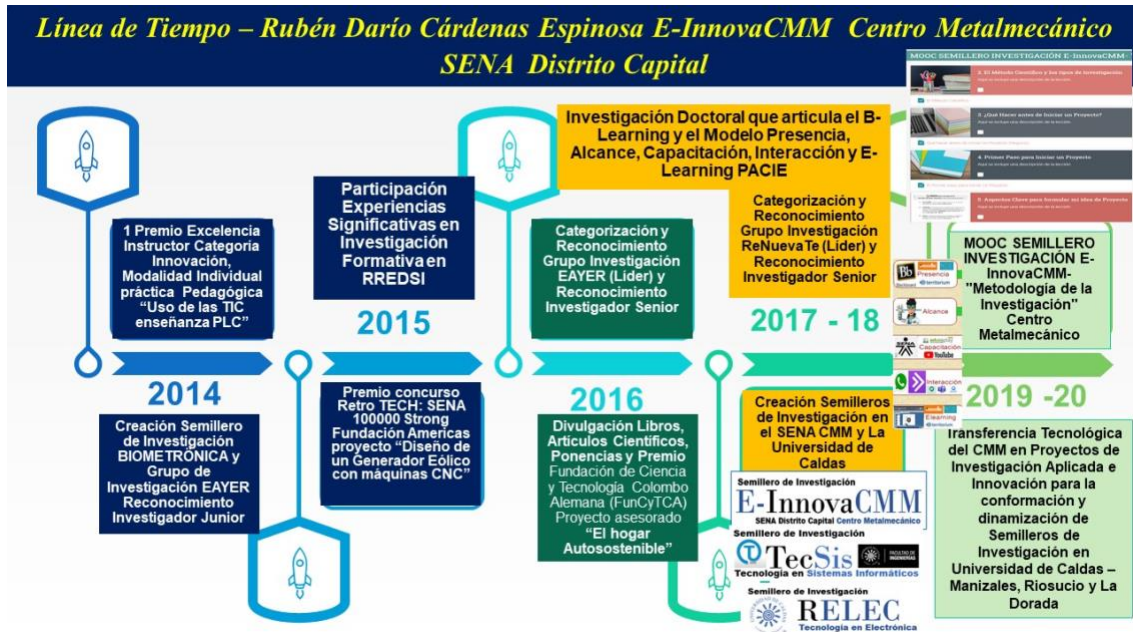 Línea de Tiempo – Rubén Darío Cárdenas Espinosa E-InnovaCMM Centro Metalmecánico
SENA Distrito Capital
1 Premio Excelencia
Instructor Categoría
Innovación,
Modalidad Individual
práctica Pedagógica
“Uso de las TIC
enseñanza PLC”
2014
Creación Semillero
de Investigación
BIOMETRÓNICA y
Grupo de
Investigación EAYER
Reconocimiento
Investigador Junior
Participación
Experiencias
Significativas en
Investigación
Formativa en
RREDSI
2015
Premio concurso
Retro TECH: SENA
100000 Strong
Fundación Americas
proyecto “Diseño de
un Generador Eólico
con máquinas CNC”
Investigación Doctoral que articula el B-
Learning y el Modelo Presencia,
Alcance, Capacitación, Interacción y E-
Learning PACIE
Categorización y
Reconocimiento
Grupo Investigación
EAYER (Líder) y
Reconocimiento
Investigador Senior
2016
Divulgación Libros,
Artículos Científicos,
Ponencias y Premio
Fundación de Ciencia
y Tecnología Colombo
Alemana (FunCyTCA)
Proyecto asesorado
“El hogar
Autosostenible”
Categorización y
Reconocimiento
Grupo Investigación
ReNuevaTe (Líder) y
Reconocimiento
Investigador Senior
2017 - 18
Creación Semilleros
de Investigación en
el SENA CMM y La
Universidad de
Caldas
Semillero de Investigación
E-InnovaCMM
SENA Distrito Capital Centro Metalmecánico
Semillero de Investigación
TecSis
FACULTAD DE
INGENIERÍAS
Tecnología en Sistemas Informáticos
Semillero de Investigación
RELEC
Tecnología en Electrónica
MOOC SEMILLERO INVESTIGACIÓN E-InnovaCMM-
2. El Método Científico y los tipos de Investigación
3. ¿Qué Hacer antes de Iniciar un Proyecto?
4. Primer Paso para Iniciar un Proyecto
5. Aspectos Clave para formular mi idea de Proyecto
MOOC SEMILLERO
INVESTIGACIÓN E-
InnovaCMM-
"Metodología de la
Investigación"
Centro
Metalmecánico
Bb
Presencia
territorium
Alcance
SENA
Capacitación
YouTube
Interacción
Elearning
territorium
2019 -20
Transferencia Tecnológica
del CMM en Proyectos de
Investigación Aplicada e
Innovación para la
conformación y
dinamización de
Semilleros de
Investigación en
Universidad de Caldas –
Manizales, Riosucio y La
Dorada